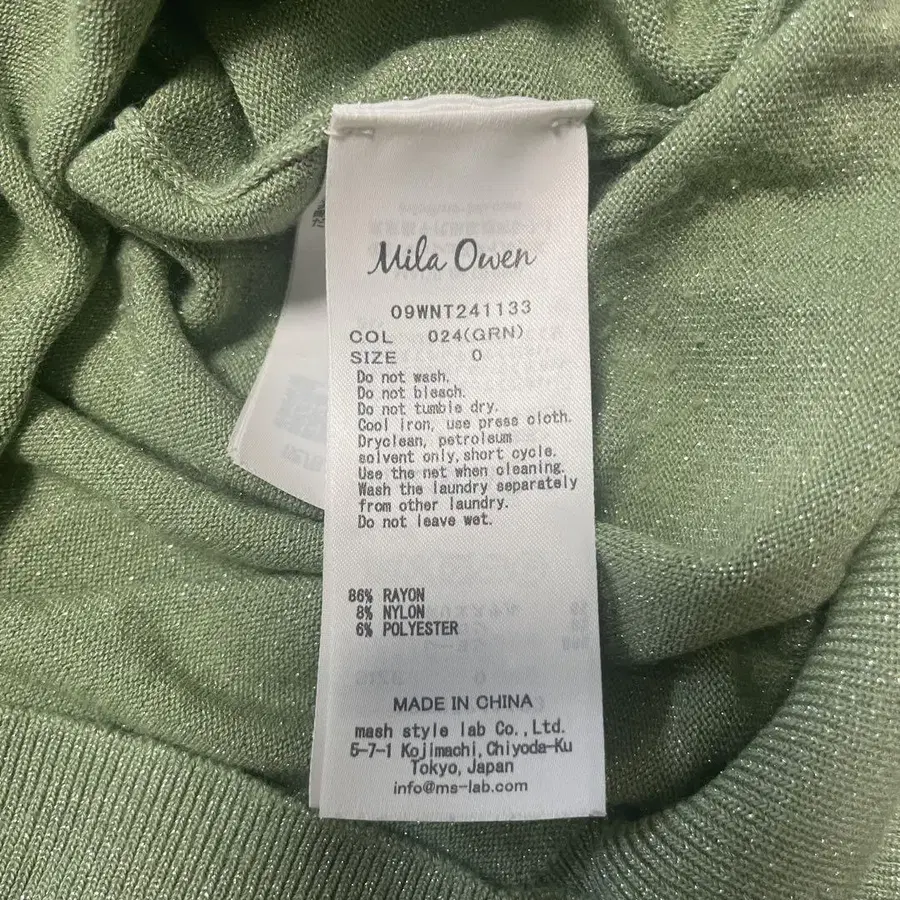 Mila Owen
09WNT241133
COL 024(GRN)
SIZE 0
Do not wash.
Do not bleach.
Do not tumble dry.
Cool iron, use press cloth.
Dryclean, petroleum
solvent only, short cycle.
Use the net when cleaning.
Wash the laundry separately
from other laundry.
Do not leave wet.
86% RAYON
8% NYLON
6% POLYESTER
MADE IN CHINA
mash style lab Co., Ltd.
5-7-1 Kojimachi, Chiyoda-Ku
Tokyo, Japan
info@ms-lab.com